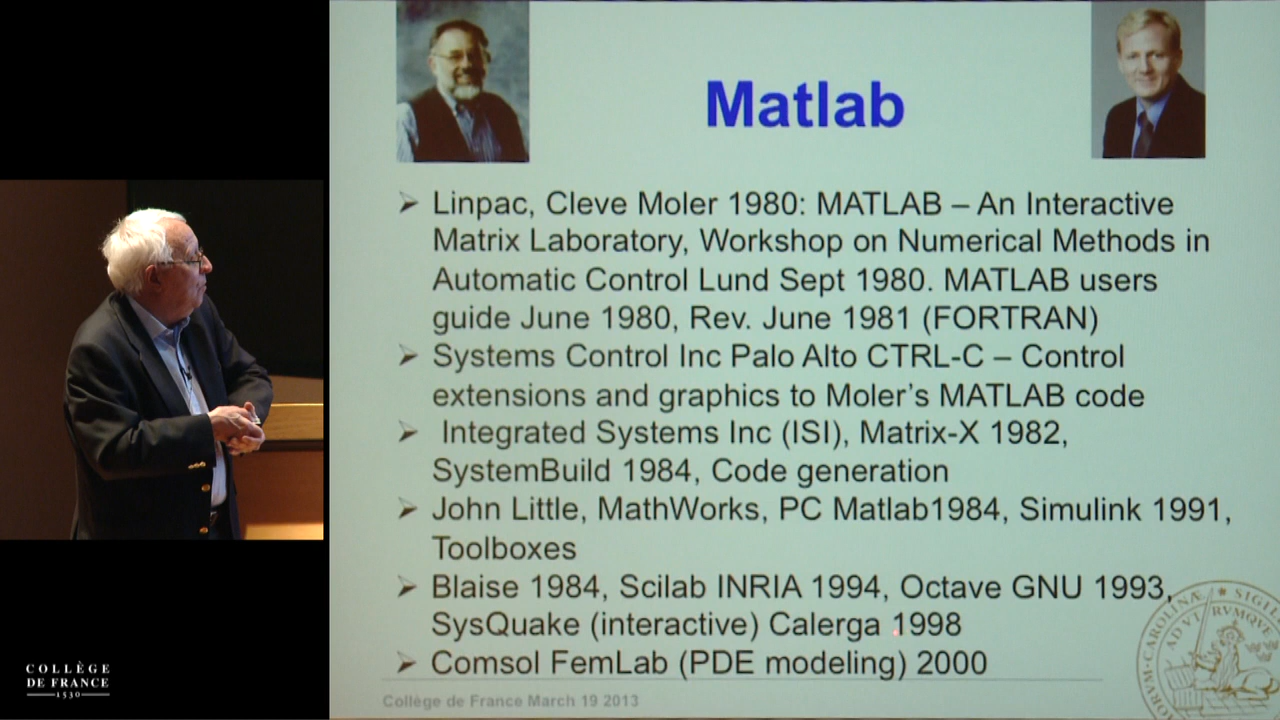 Matlab
➢ Linpac, Cleve Moler 1980: MATLAB – An Interactive
Matrix Laboratory, Workshop on Numerical Methods in
Automatic Control Lund Sept 1980. MATLAB users
guide June 1980, Rev. June 1981 (FORTRAN)
➢ Systems Control Inc Palo Alto CTRL-C – Control
extensions and graphics to Moler's MATLAB code
➢ Integrated Systems Inc (ISI), Matrix-X 1982,
SystemBuild 1984, Code generation
➢ John Little, MathWorks, PC Matlab1984, Simulink 1991,
Toolboxes
➢ Blaise 1984, Scilab INRIA 1994, Octave GNU 1993,
SysQuake (interactive) Calerga 1998
➢ Comsol FemLab (PDE modeling) 2000
Collège de France March 19 2013
COLLÈGE
DE FRANCE
1530